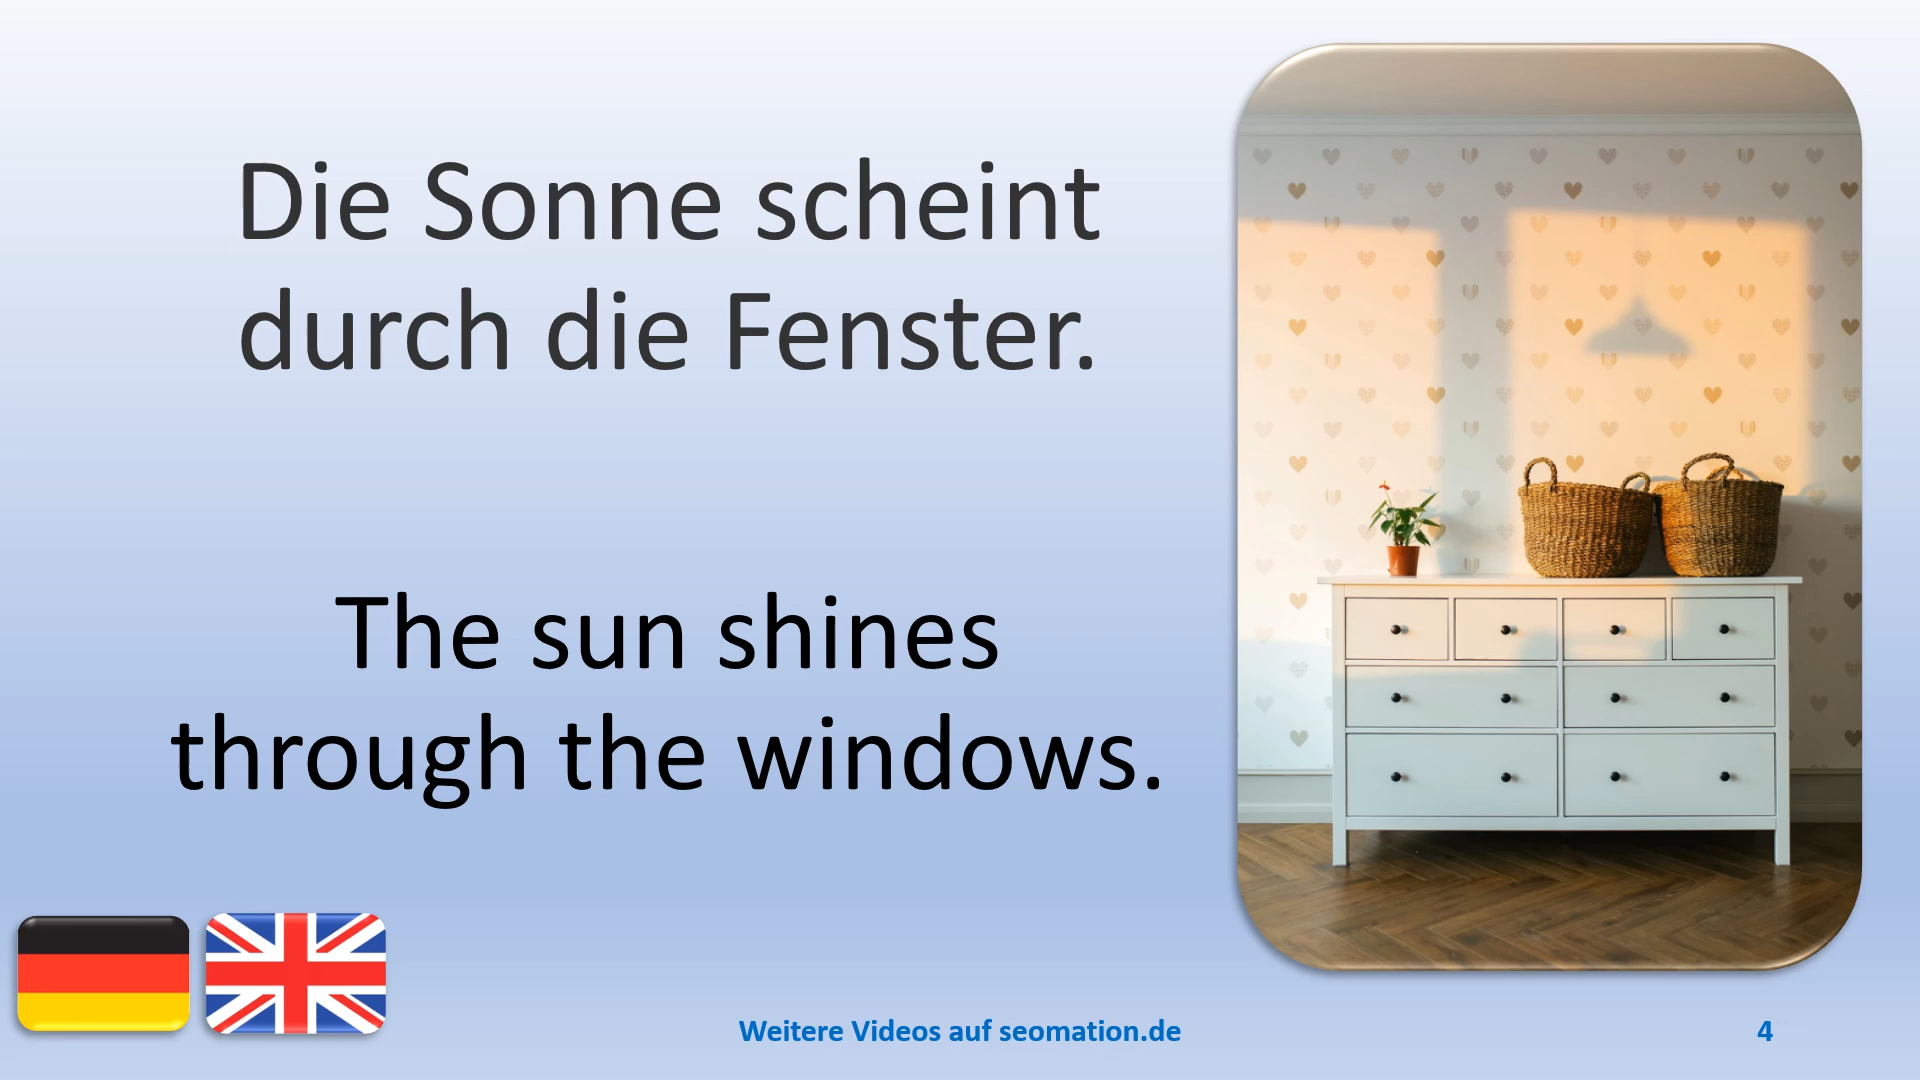 Die Sonne scheint
durch die Fenster.
The sun shines
through the windows.
Weitere Videos auf seomation.de
4